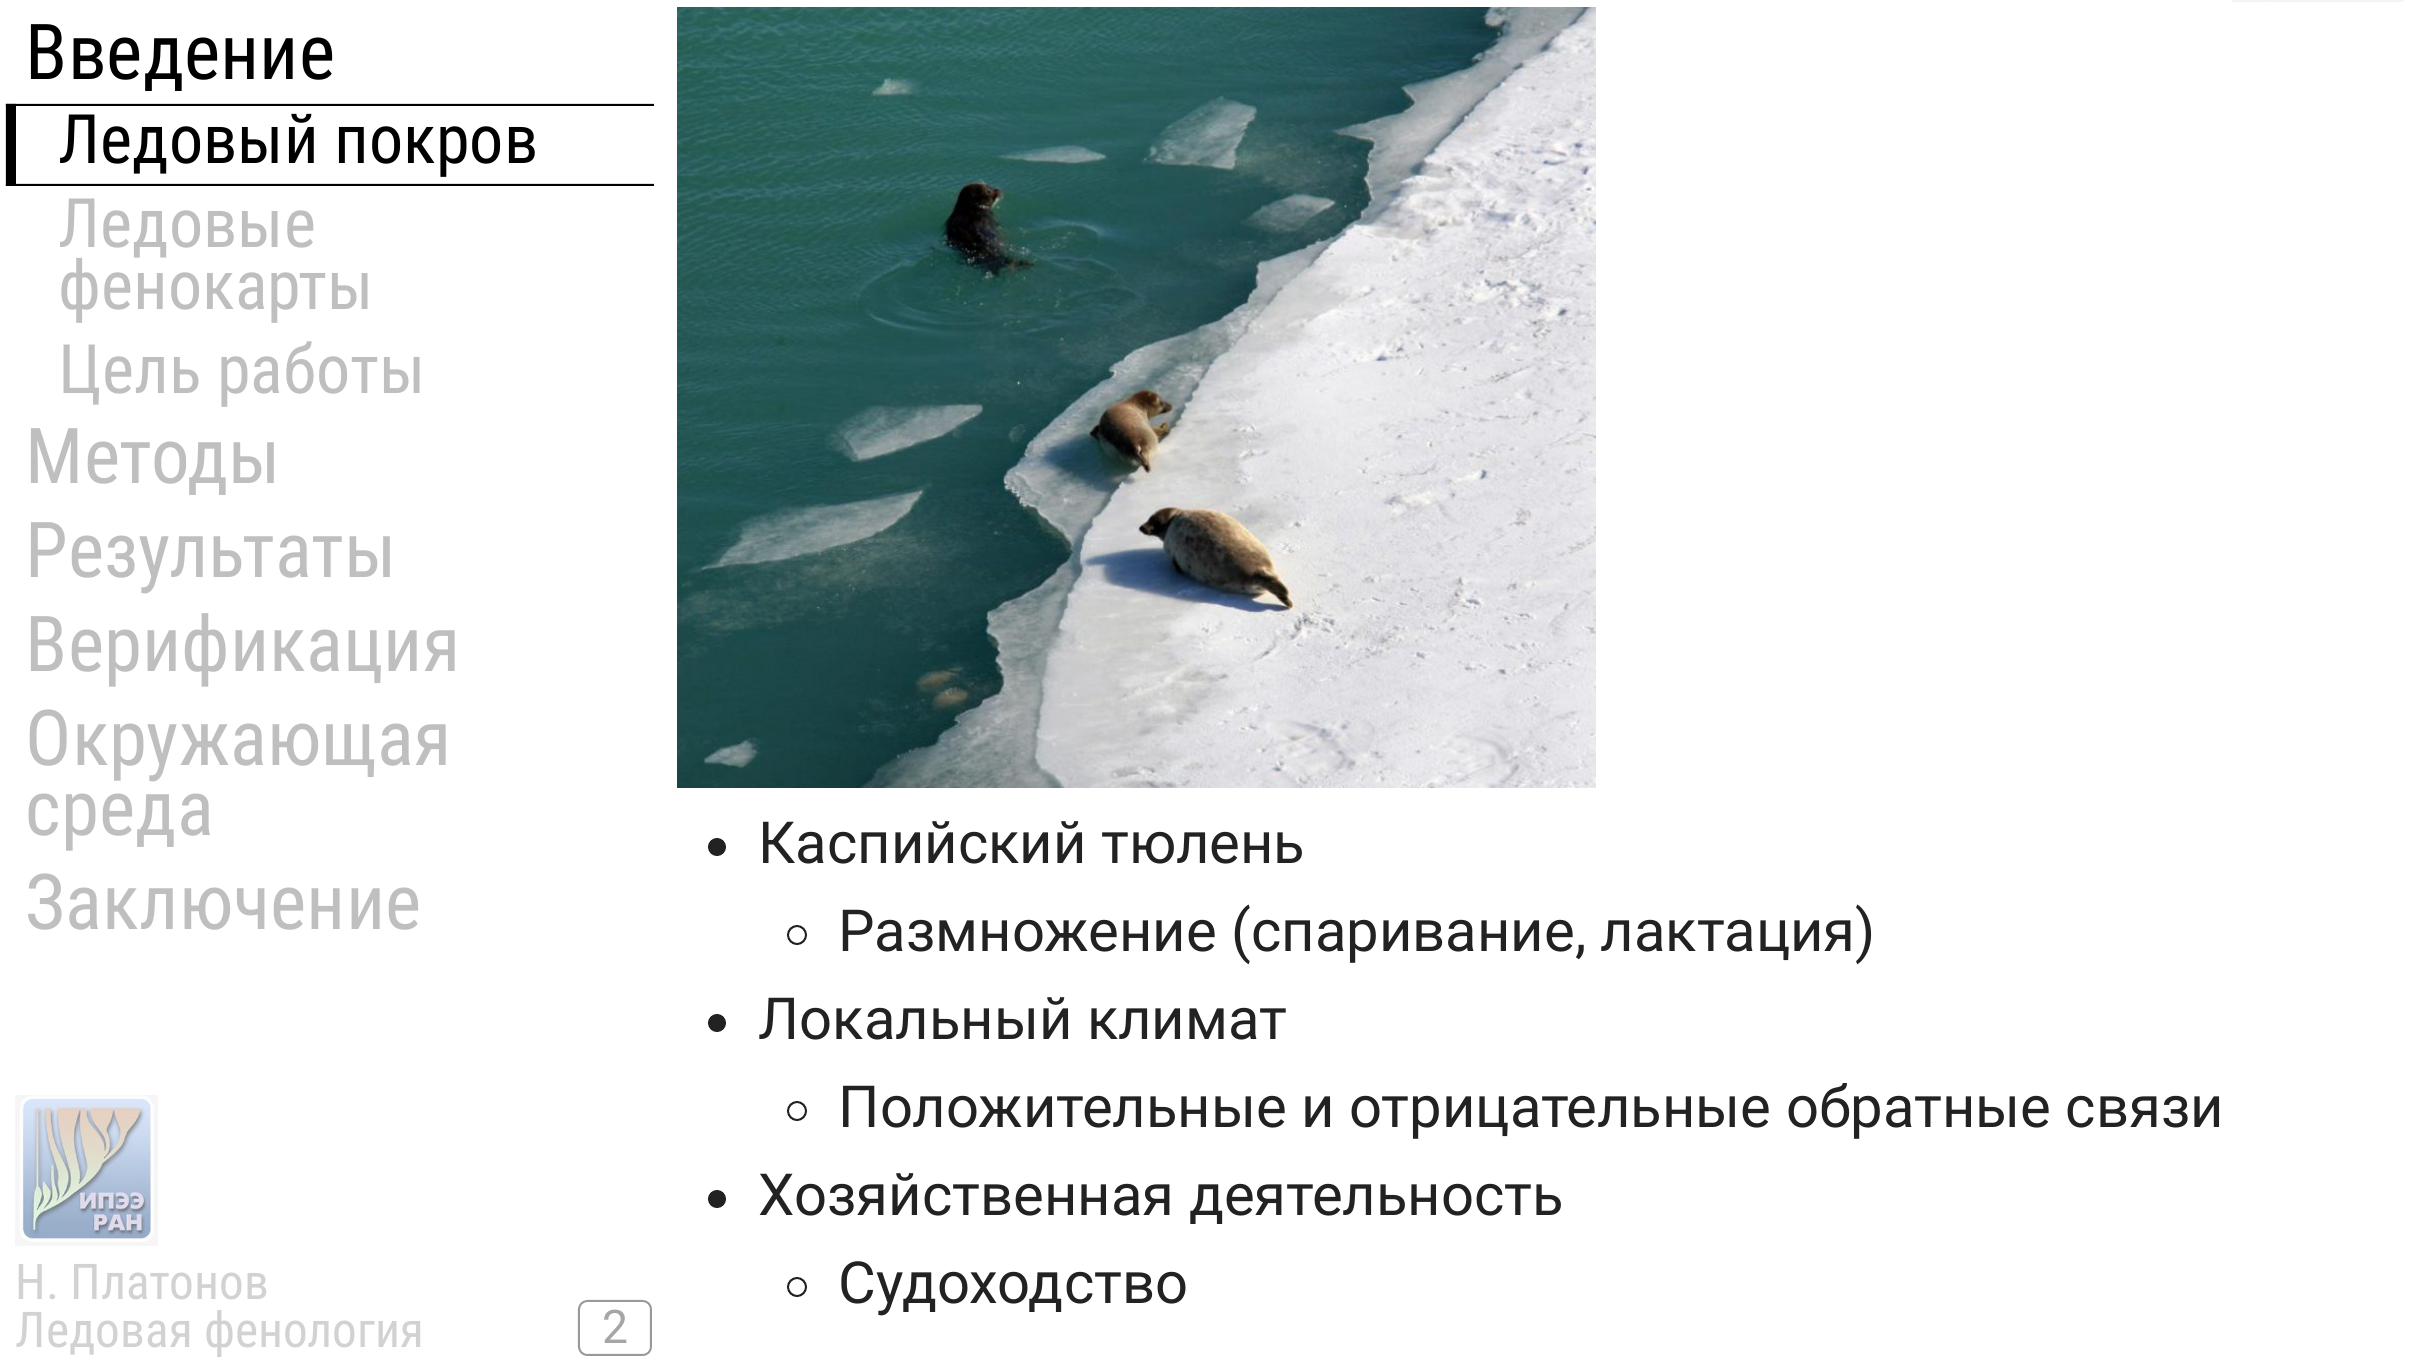 Введение
Ледовый покров
Ледовые
фенокарты
Цель работы
Методы
Результаты
Верификация
Окружающая
среда
Заключение
ИПЭЭ
РАН
Н. Платонов
Ледовая фенология
2
Каспийский тюлень
Размножение (спаривание, лактация)
Локальный климат
Положительные и отрицательные обратные связи
Хозяйственная деятельность
Судоходство